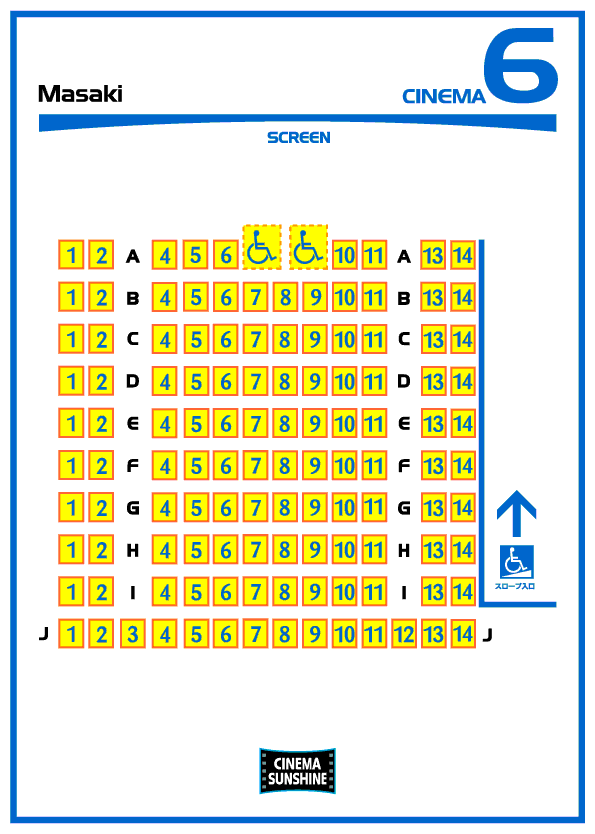 6
Masaki
CINEMA
SCREEN
1 2 A 4 5 6 10 11 A 13 14
1 2 B 4 5 6 7 8 9 10 11 B 13 14
1 2 C 4 5 6 7 8 9 10 11 C 13 14
1 2 D 4 5 6 7 8 9 10 11 D 13 14
1 2 E 4 5 6 7 8 9 10 11 E 13 14
1 2 F 4 5 6 7 8 9 10 11 F 13 14
1 2 G 4 5 6 7 8 9 10 11 G 13 14
1 2 H 4 5 6 7 8 9 10 11 H 13 14
スロープ入口
1 2 I 4 5 6 7 8 9 10 11 I 13 14
J 1 2 3 4 5 6 7 8 9 10 11 12 13 14 J
CINEMA
SUNSHINE